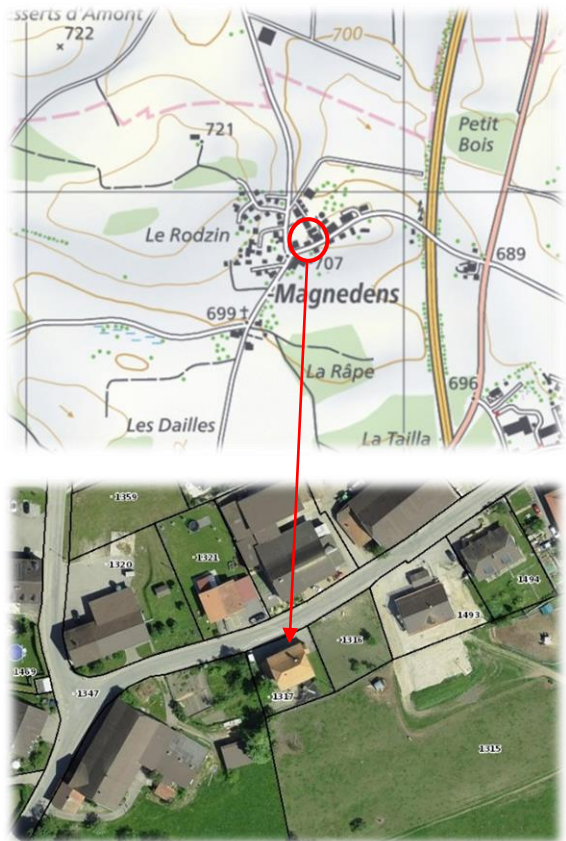 esserts d'Amont
722
700
721
Petit
Bois
Le Rodzin
707
689
Magnedens
699
La Râpe
696
Les Dailles
La Tailla
1359
1320
1321
1494
1493
1316
1469
1347
1317
1315